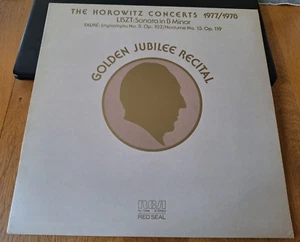 THE HOROWITZ CONCERTS 1977/1978
LISZT: Sonata in B Minor
FAURÉ: Impromptu No. 5, Op. 102/Nocturne No. 13, Op. 119
GOLDEN JUBILEE RECITAL
RCA
RED SEAL